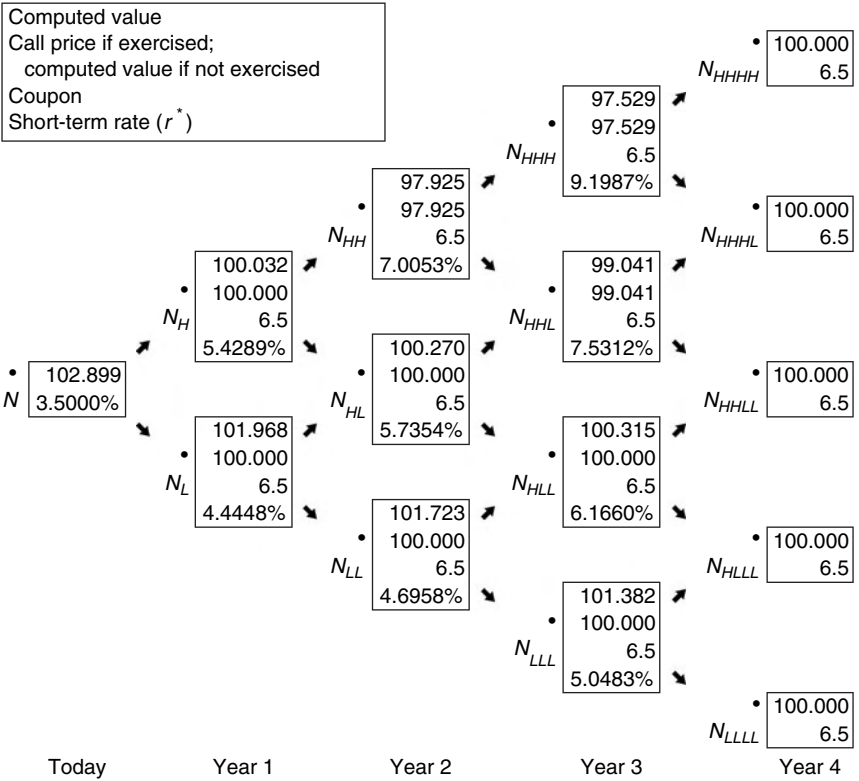 Computed value
Call price if exercised;
computed value if not exercised
Coupon
Short-term rate (r*)
• N
102.899
3.5000%
• N_H
100.032
100.000
6.5
5.4289%
• N_L
101.968
100.000
6.5
4.4448%
• N_HH
97.925
97.925
6.5
7.0053%
• N_HL
100.270
100.000
6.5
5.7354%
• N_LL
101.723
100.000
6.5
4.6958%
• N_HHH
97.529
97.529
6.5
9.1987%
• N_HHL
99.041
99.041
6.5
7.5312%
• N_HLL
100.315
100.000
6.5
6.1660%
• N_LLL
101.382
100.000
6.5
5.0483%
• N_HHHH
100.000
6.5
• N_HHHL
100.000
6.5
• N_HHLL
100.000
6.5
• N_HLLL
100.000
6.5
• N_LLLL
100.000
6.5
Today Year 1 Year 2 Year 3 Year 4